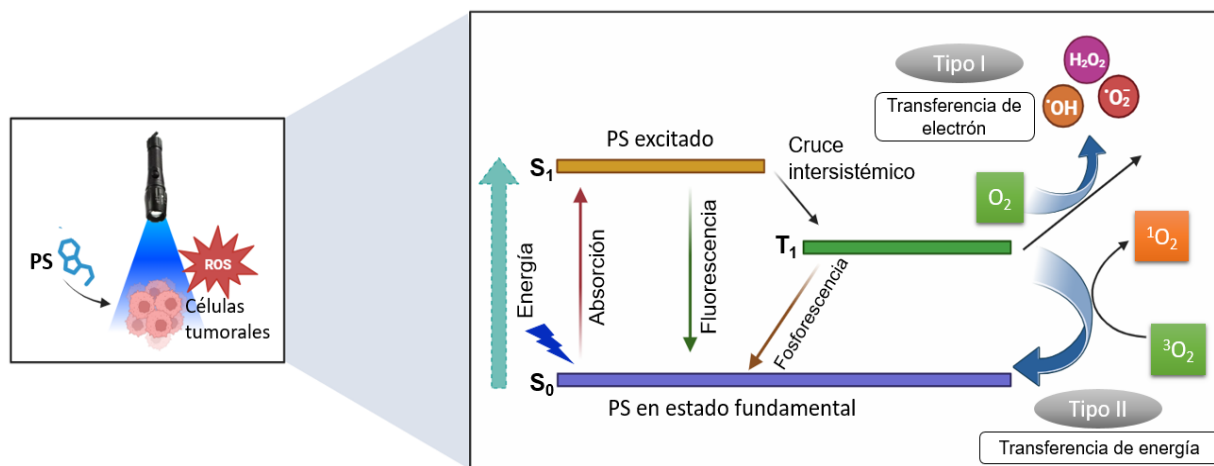 PS
ROS
Células
tumorales
Energía
S₁
PS excitado
Absorción
Fluorescencia
Cruce
intersistémico
T₁
Fosforescencia
S₀
PS en estado fundamental
Tipo I
Transferencia de
electrón
H₂O₂
•OH
•O₂⁻
O₂
¹O₂
³O₂
Tipo II
Transferencia de energía